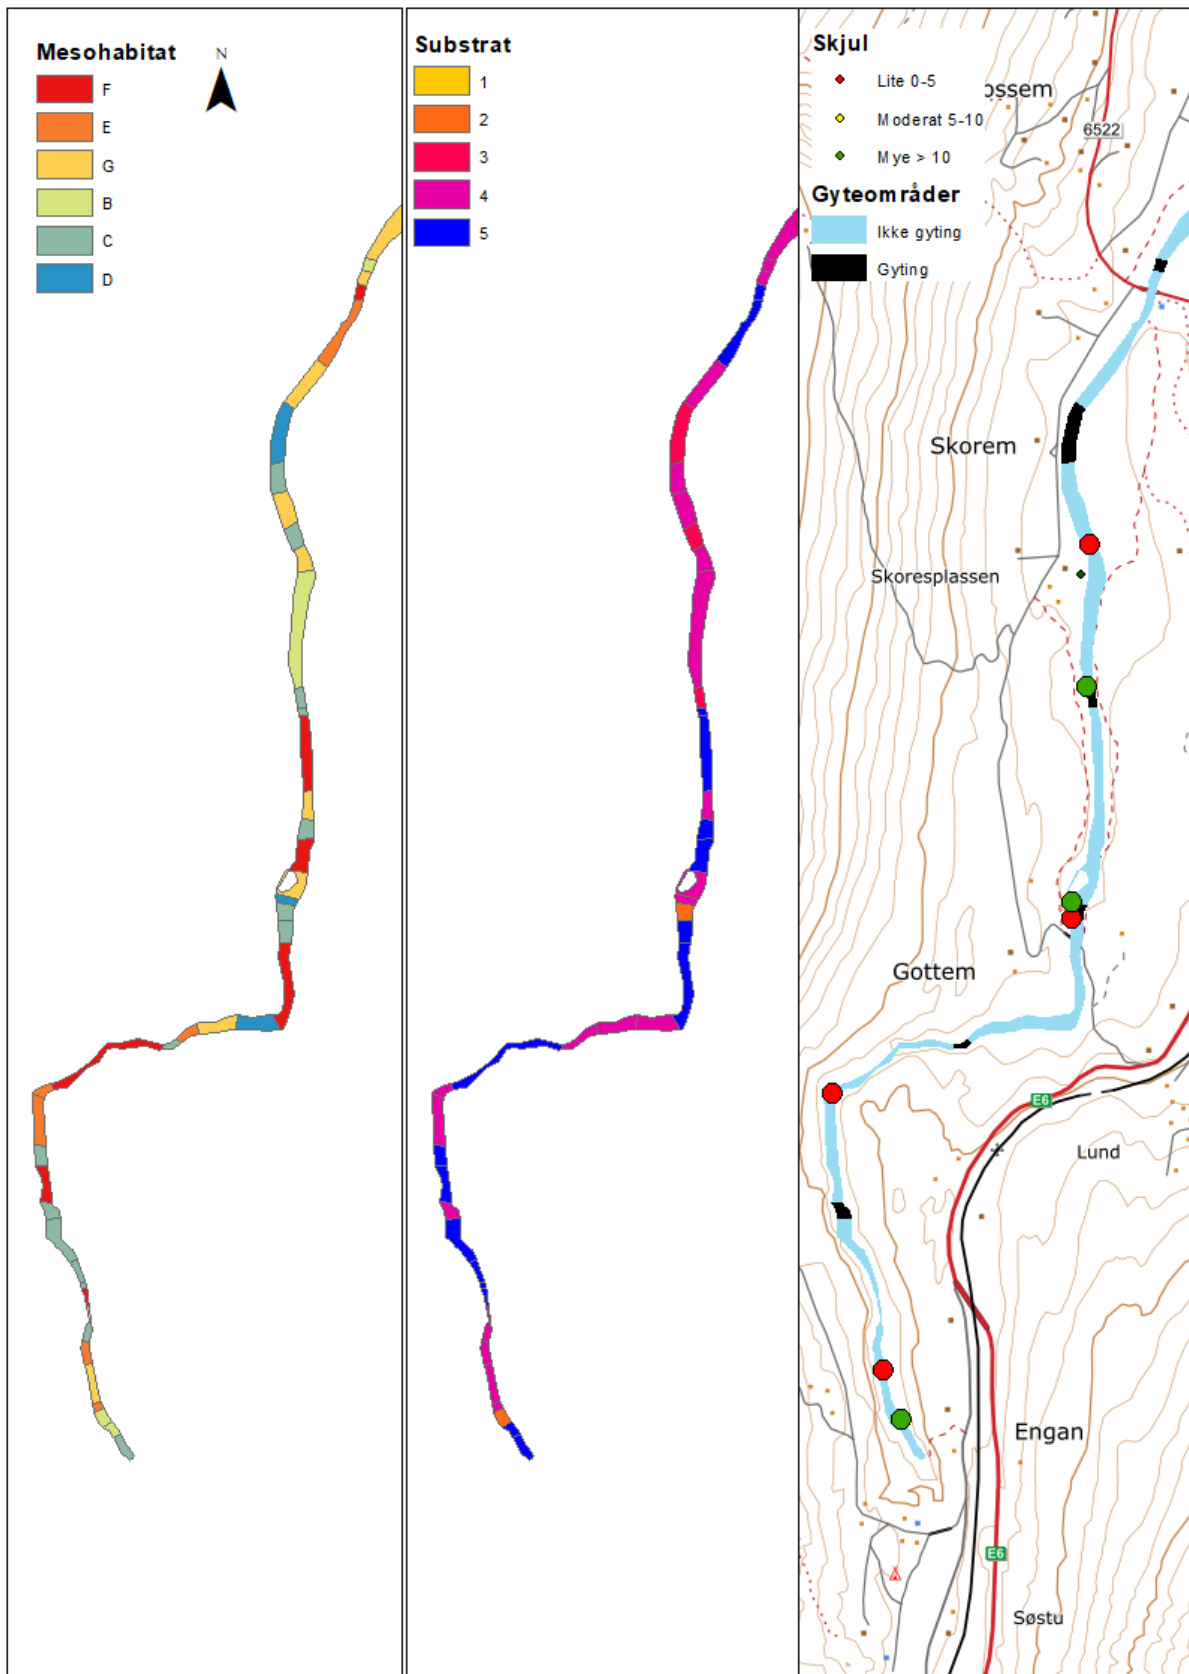 Mesohabitat
N
F
E
G
B
C
D
Substrat
1
2
3
4
5
Skjul
Lite 0-5
Moderat 5-10
Mye > 10
Gyteområder
Ikke gyting
Gyting
ossem
6522
Skorem
Skoresplassen
Gottem
E6
Lund
Engan
E6
Søstu